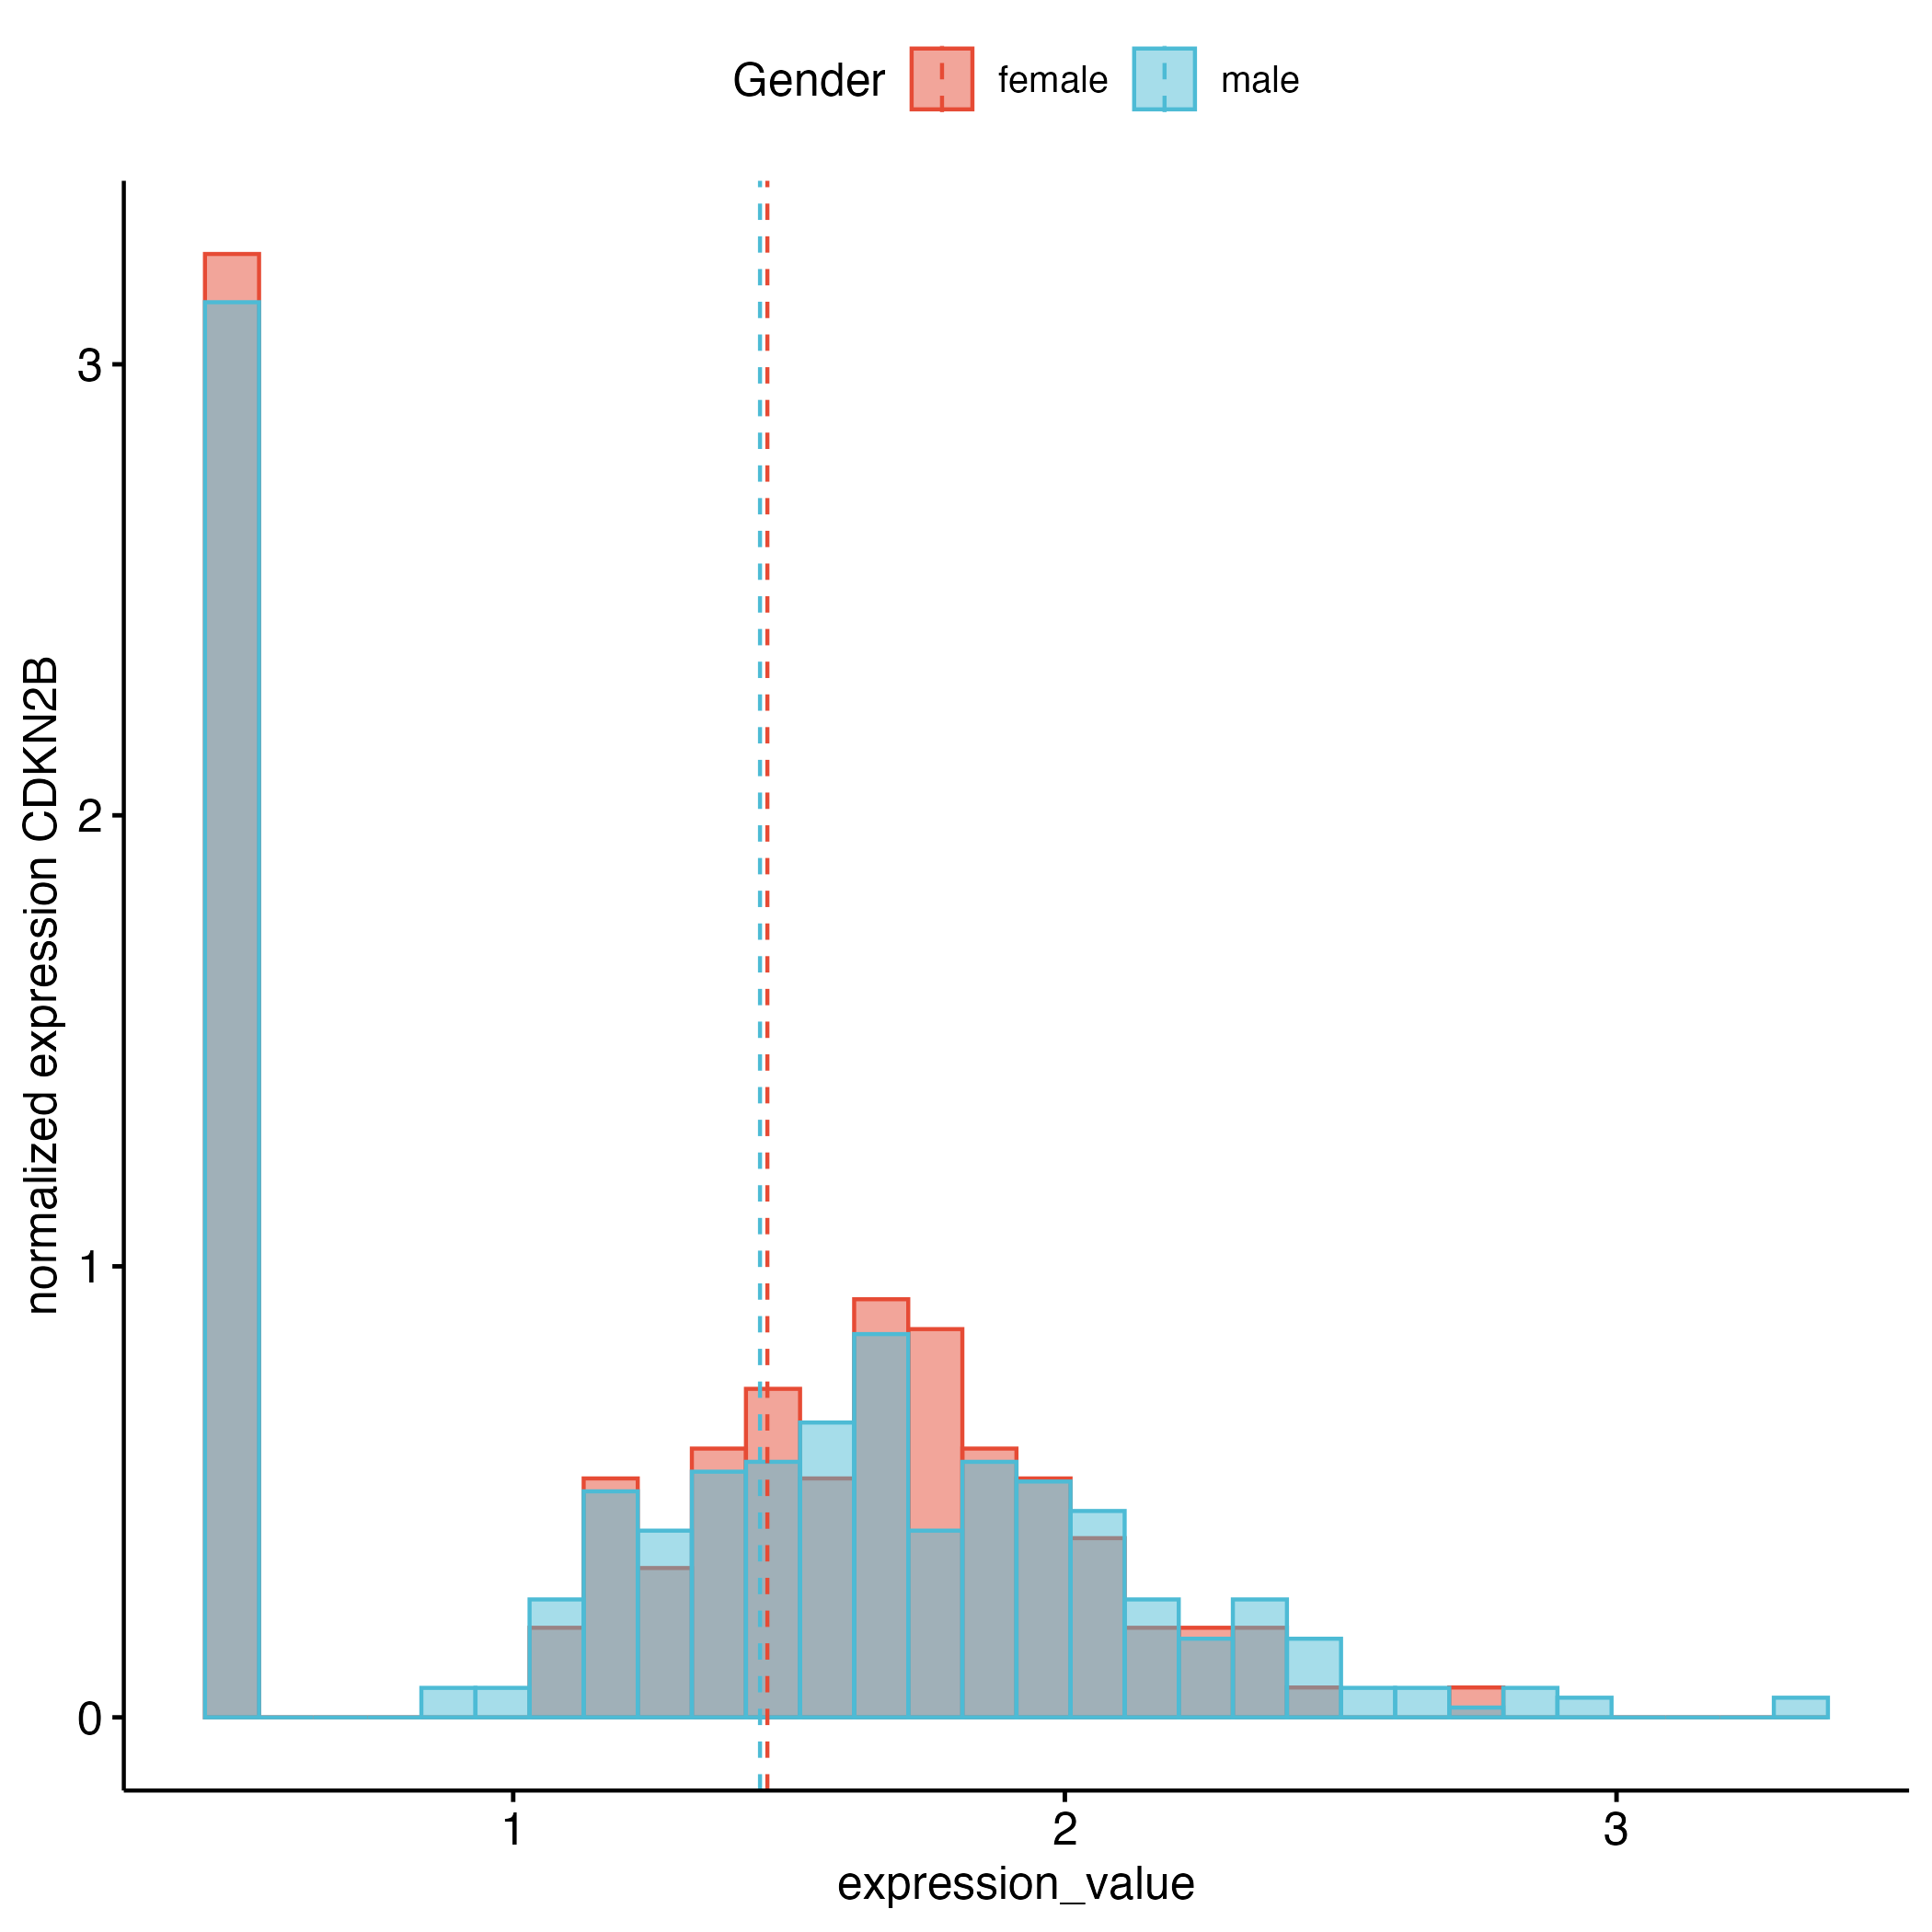 Gender female male
normalized expression CDKN2B
3
2
1
0
1 2 3
expression_value